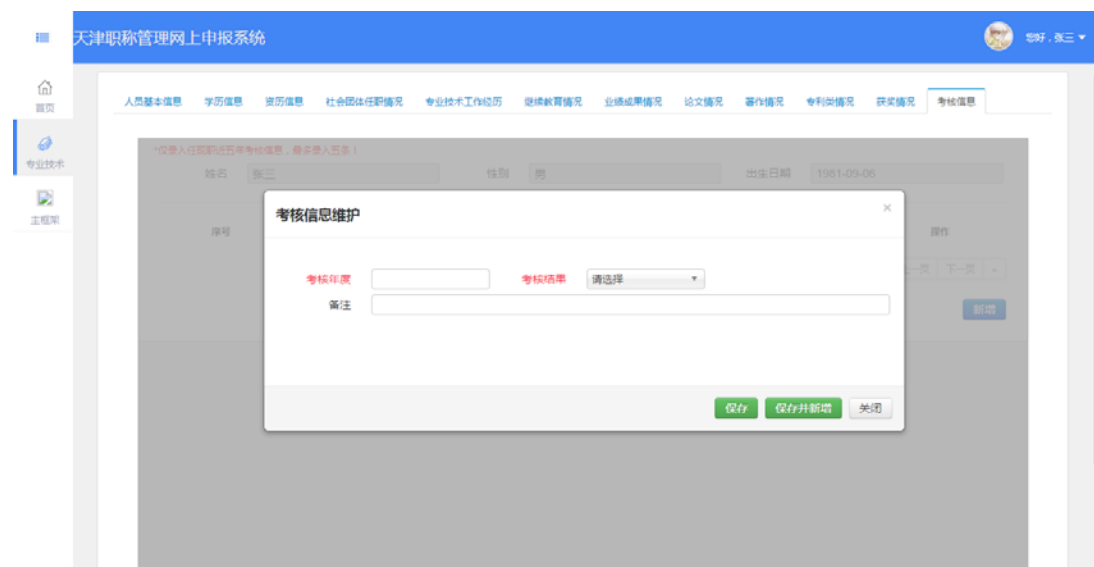 天津职称管理网上申报系统
您好，张三
首页
专业技术
主框架
人员基本信息 学历信息 资历信息 社会团体任职情况 专业技术工作经历 继续教育情况 业绩成果情况 论文情况 著作情况 专利类情况 获奖情况 考核信息
*仅录入任现职近五年考核信息，最多录入五条！
姓名 张三 性别 男 出生日期 1981-09-06
序号 操作
一页 下一页 »
新增
考核信息维护 ×
考核年度 考核结果 请选择
备注
保存 保存并新增 关闭